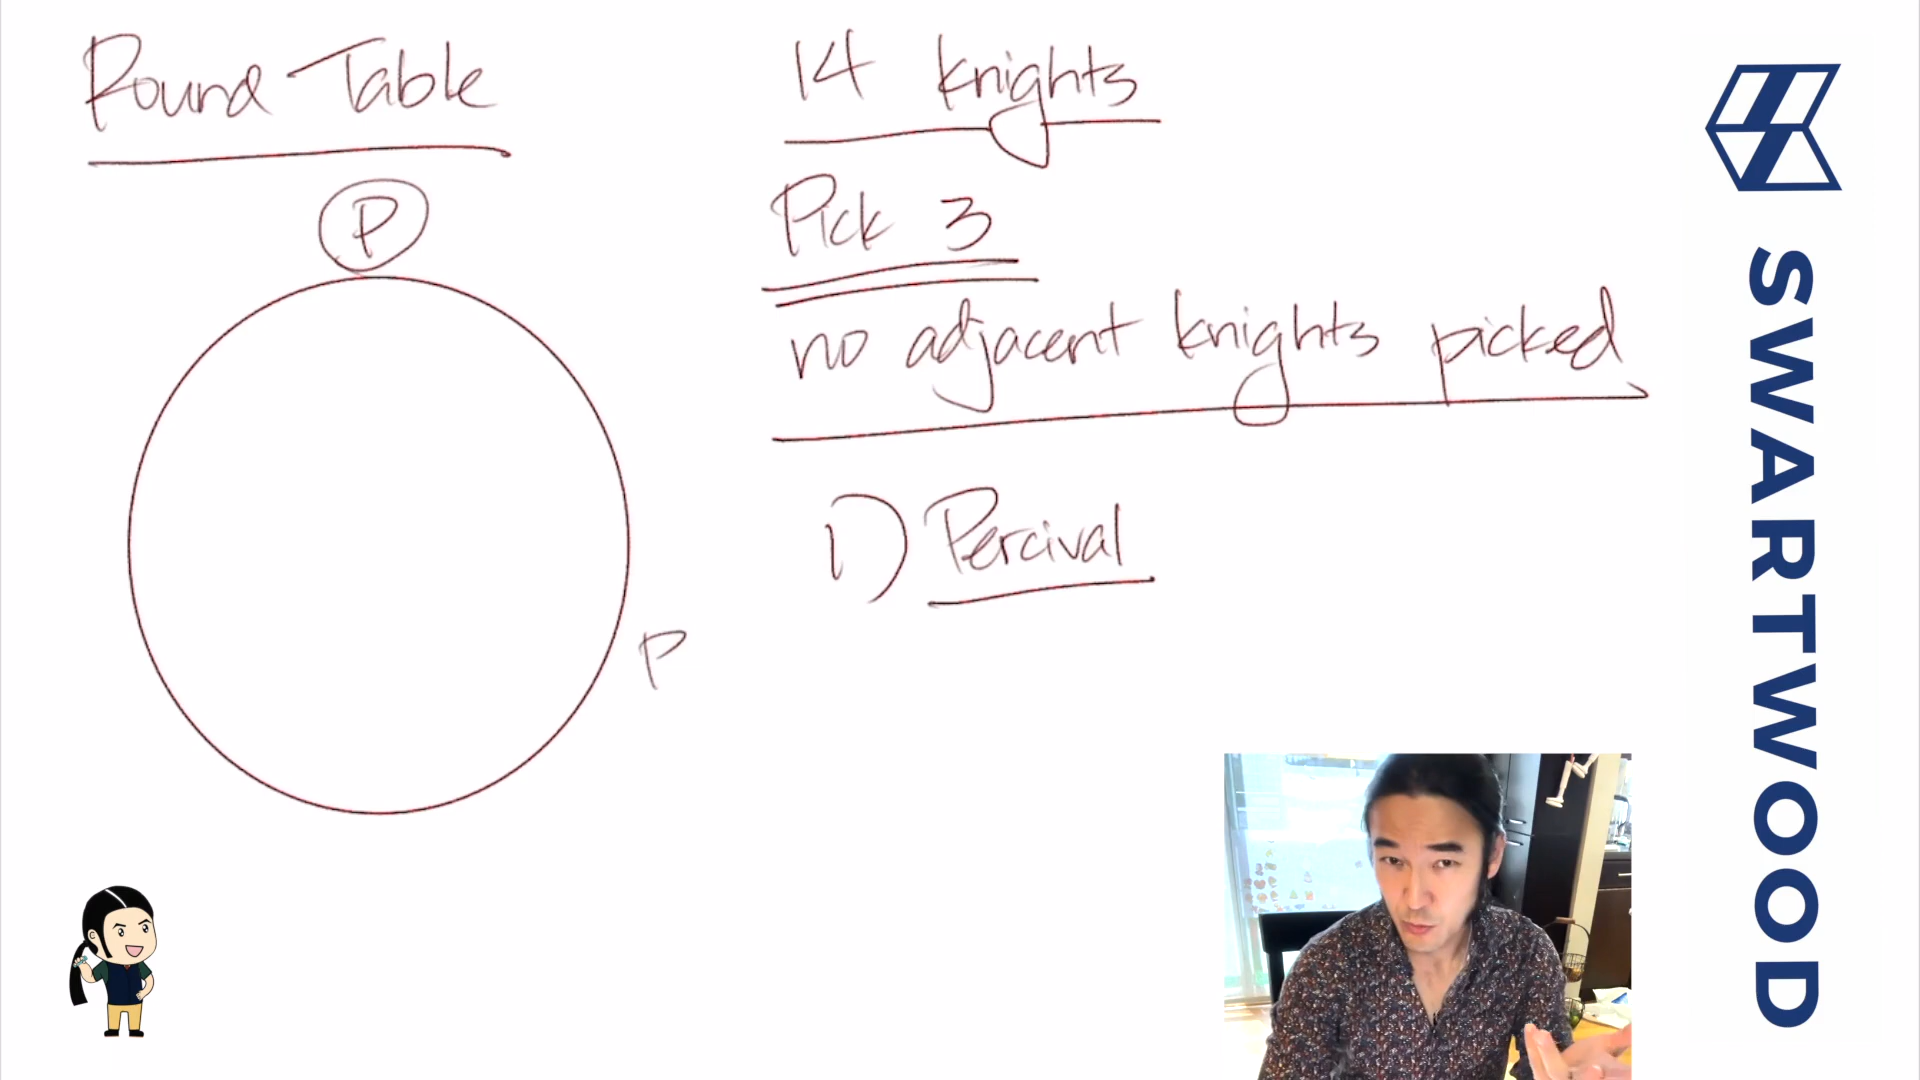 Round Table
14 knights
Pick 3
no adjacent knights picked
1) Percival
P
P
SWARTWOOD